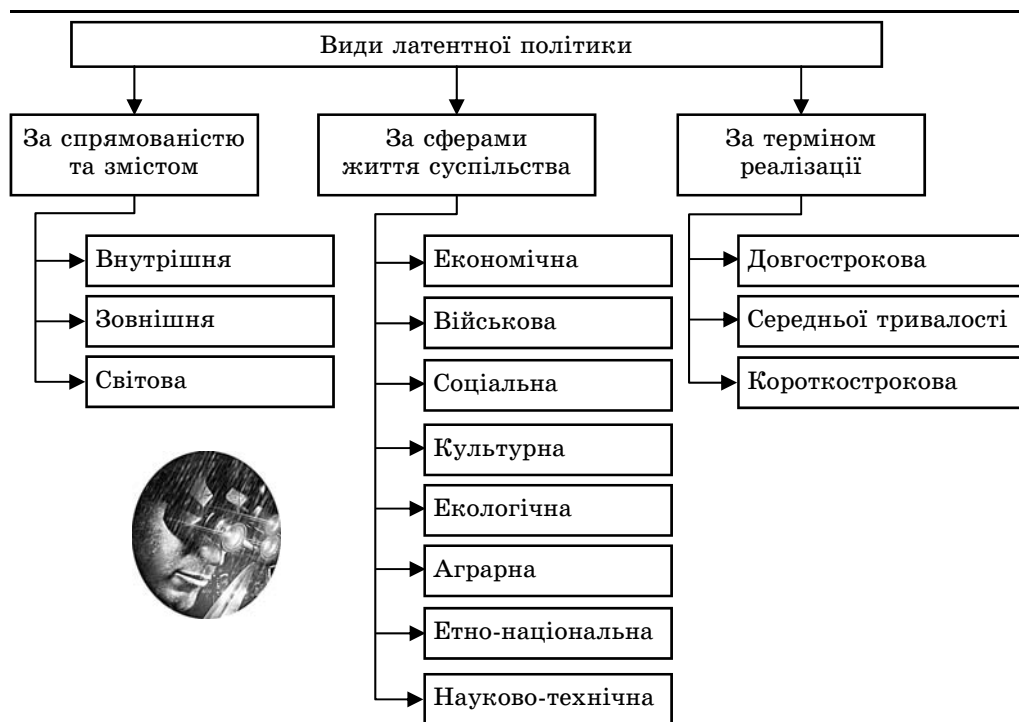 Види латентної політики
За спрямованістю
та змістом
Внутрішня
Зовнішня
Світова
За сферами
життя суспільства
Економічна
Військова
Соціальна
Культурна
Екологічна
Аграрна
Етно-національна
Науково-технічна
За терміном
реалізації
Довгострокова
Середньої тривалості
Короткострокова